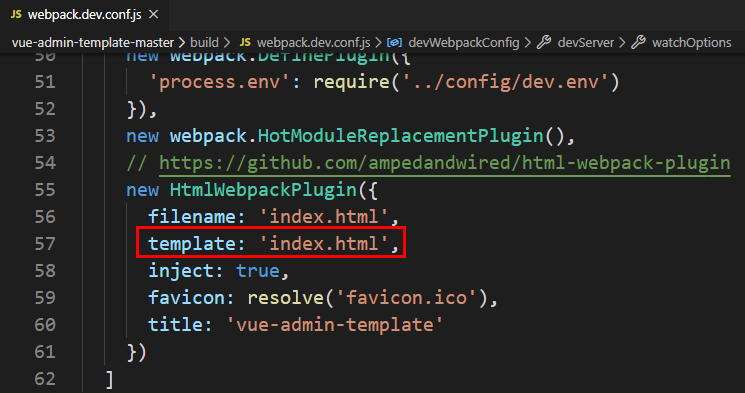 JS webpack.dev.conf.js ×
vue-admin-template-master > build > JS webpack.dev.conf.js > devWebpackConfig > devServer > watchOptions
50 new webpack.DefinePlugin({
51 'process.env': require('../config/dev.env')
52 }),
53 new webpack.HotModuleReplacementPlugin(),
54 // https://github.com/ampedandwired/html-webpack-plugin
55 new HtmlWebpackPlugin({
56 filename: 'index.html',
57 template: 'index.html',
58 inject: true,
59 favicon: resolve('favicon.ico'),
60 title: 'vue-admin-template'
61 })
62 ]